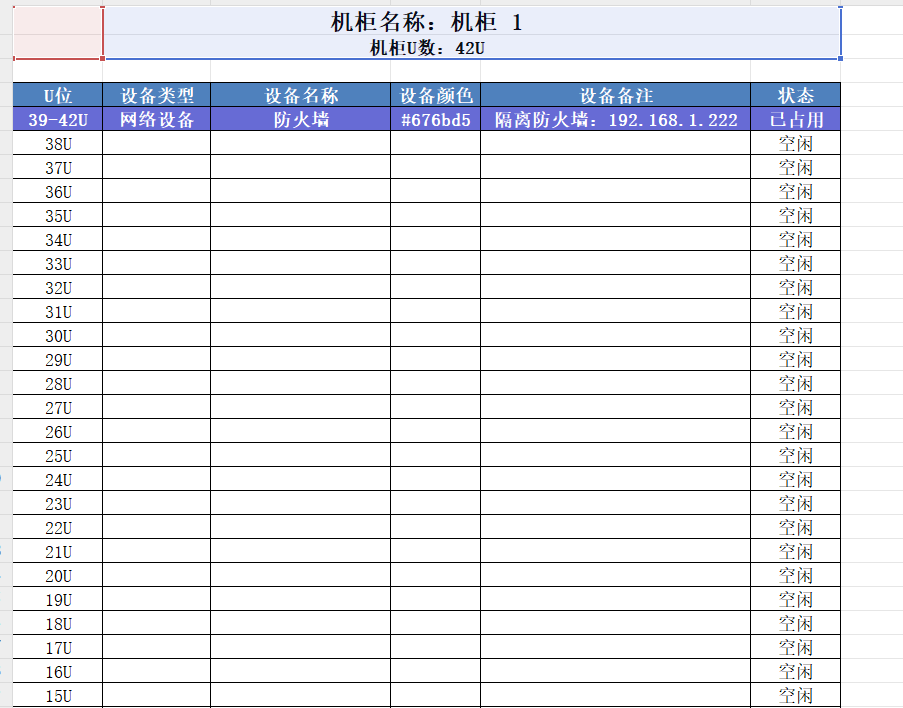 机柜名称：机柜 1
机柜U数：42U
U位 设备类型 设备名称 设备颜色 设备备注 状态
39-42U 网络设备 防火墙 #676bd5 隔离防火墙：192.168.1.222 已占用
38U 空闲
37U 空闲
36U 空闲
35U 空闲
34U 空闲
33U 空闲
32U 空闲
31U 空闲
30U 空闲
29U 空闲
28U 空闲
27U 空闲
26U 空闲
25U 空闲
24U 空闲
23U 空闲
22U 空闲
21U 空闲
20U 空闲
19U 空闲
18U 空闲
17U 空闲
16U 空闲
15U 空闲